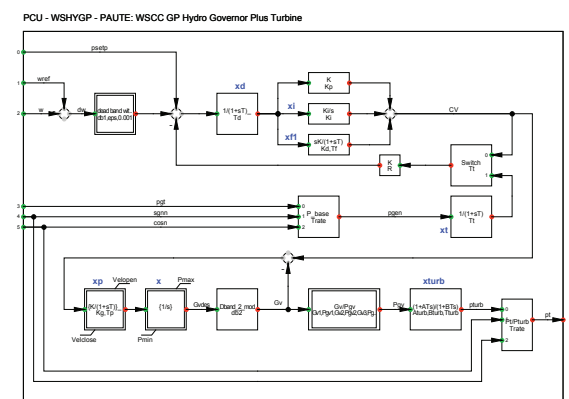 PCU - WSHYGP - PAUTE: WSCC GP Hydro Governor Plus Turbine
0
psetp
1
wref
2
w
dw
-
dead band wit..
db1,eps,0.001
-
xd
1/(1+sT)_
Td
xi
xf1
K
Kp
Ki/s
Ki
sK/(1+sT)
Kd,Tf
CV
K
R
Switch
Tt
0
1
3
pgt
4
sgnn
5
cosn
0
1
2
P_base
Trate
pgen
1/(1+sT)
Tt
xt
-
xp
Velopen
{K/(1+sT)}_
Kg,Tp
Velclose
x
Pmax
{1/s}
Pmin
Gvdes
Dband_2_mod
db2
Gv
Gv/Pgv
Gv1,Pgv1,Gv2,Pgv2,Gv3,Pg..
Pgv
xturb
(1+ATs)/(1+BTs)
Aturb,Bturb,Tturb
pturb
0
2
Pt/Pturb
Trate
pt